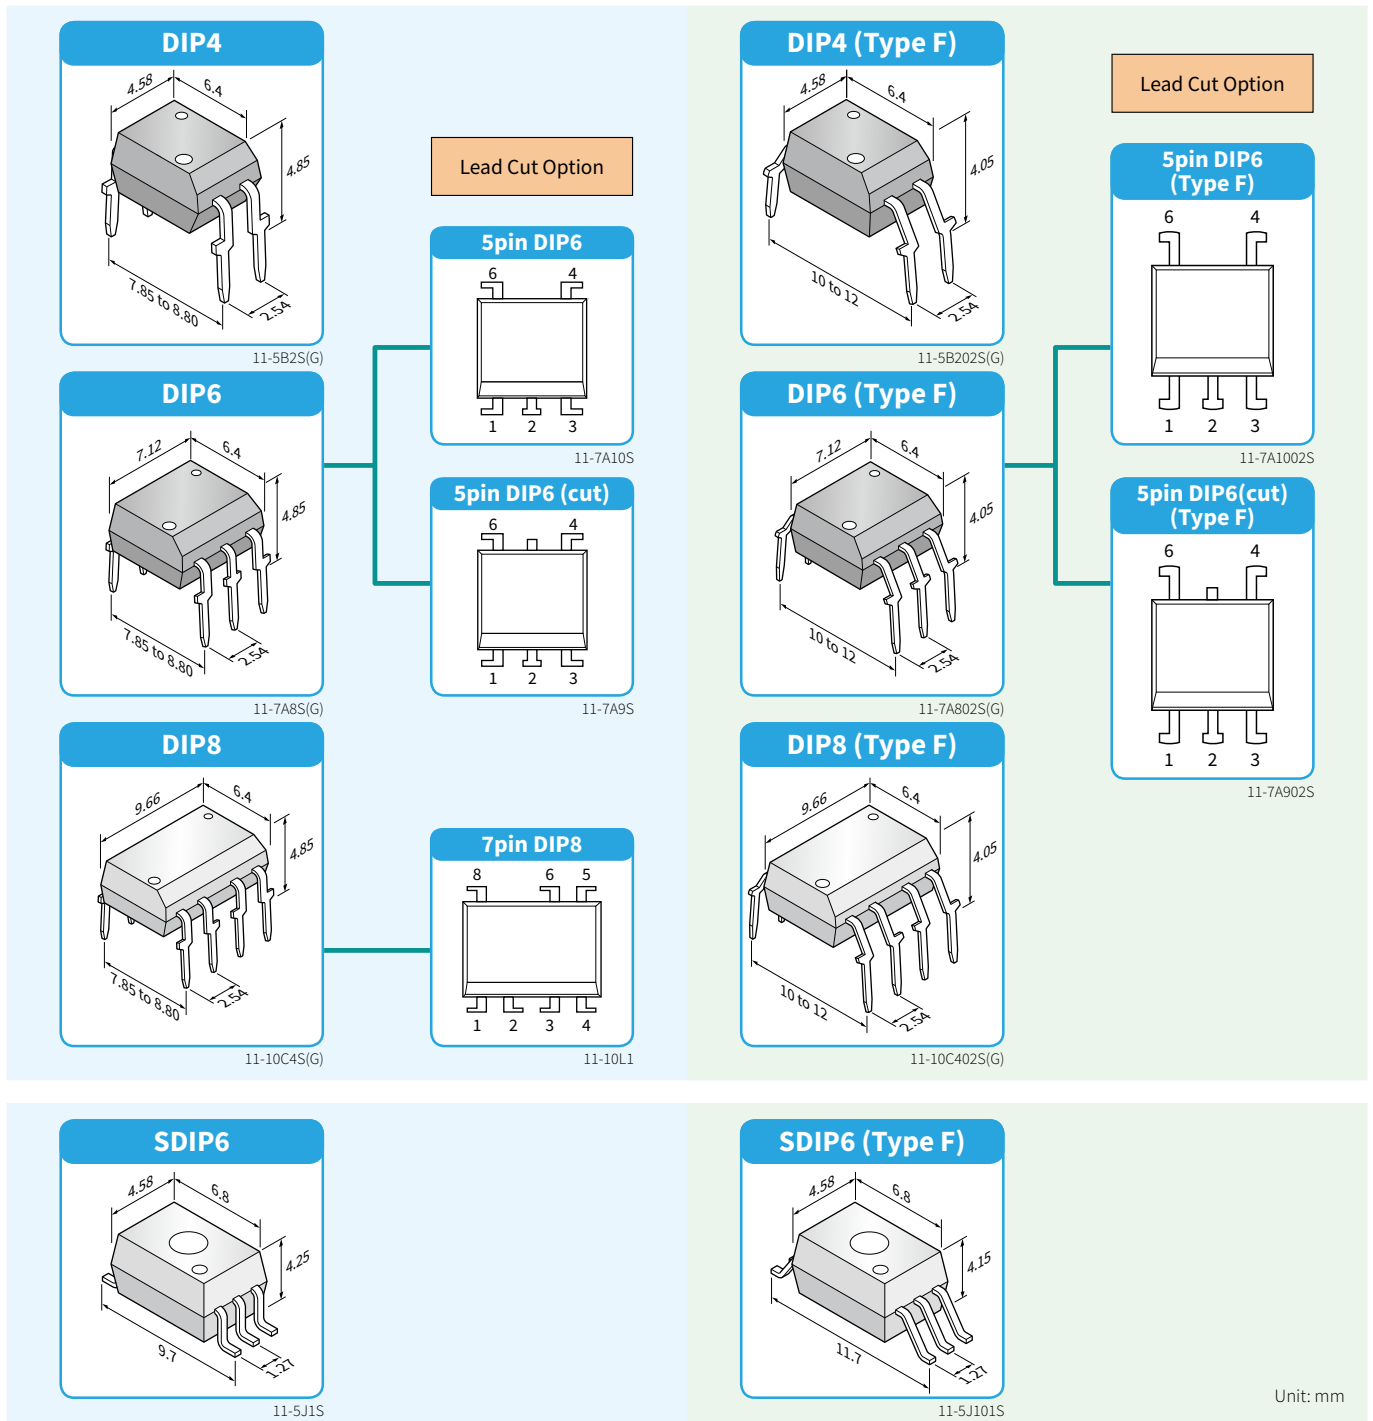 DIP4
4.58
6.4
4.85
7.85 to 8.80
2.54
11-5B2S(G)
DIP6
7.12
6.4
4.85
7.85 to 8.80
2.54
11-7A8S(G)
DIP8
9.66
6.4
4.85
7.85 to 8.80
2.54
11-10C4S(G)
Lead Cut Option
5pin DIP6
6 4
1 2 3
11-7A10S
5pin DIP6 (cut)
6 4
1 2 3
11-7A9S
7pin DIP8
8 6 5
1 2 3 4
11-10L1
DIP4 (Type F)
4.58
6.4
4.05
10 to 12
2.54
11-5B202S(G)
DIP6 (Type F)
7.12
6.4
4.05
10 to 12
2.54
11-7A802S(G)
DIP8 (Type F)
9.66
6.4
4.05
10 to 12
2.54
11-10C402S(G)
Lead Cut Option
5pin DIP6
(Type F)
6 4
1 2 3
11-7A1002S
5pin DIP6(cut)
(Type F)
6 4
1 2 3
11-7A902S
SDIP6
4.58
6.8
4.25
9.7
1.27
11-5J1S
SDIP6 (Type F)
4.58
6.8
4.15
11.7
1.27
11-5J101S
Unit: mm